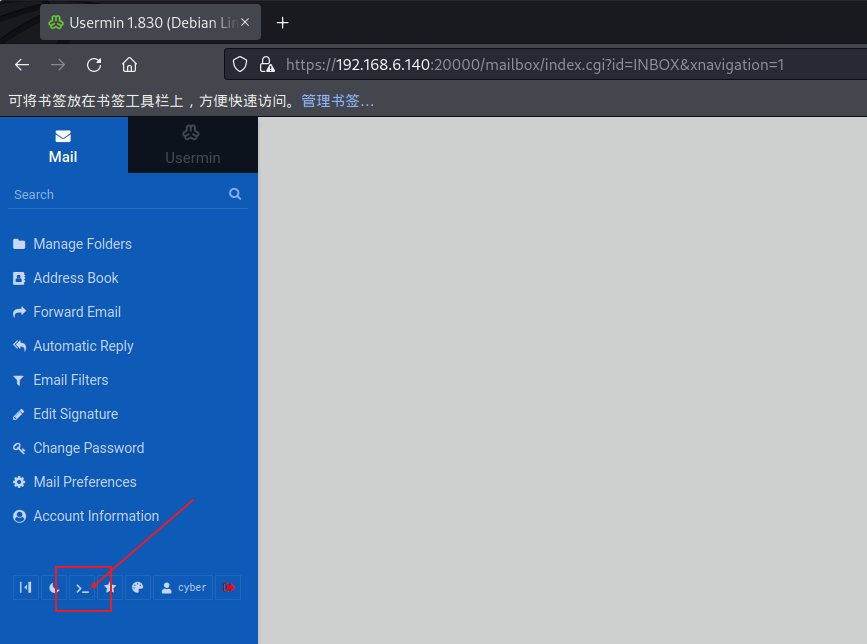 Usermin 1.830 (Debian Lin
https://192.168.6.140:20000/mailbox/index.cgi?id=INBOX&xnavigation=1
可将书签放在书签工具栏上，方便快速访问。管理书签…
Mail
Usermin
Search
Manage Folders
Address Book
Forward Email
Automatic Reply
Email Filters
Edit Signature
Change Password
Mail Preferences
Account Information
cyber